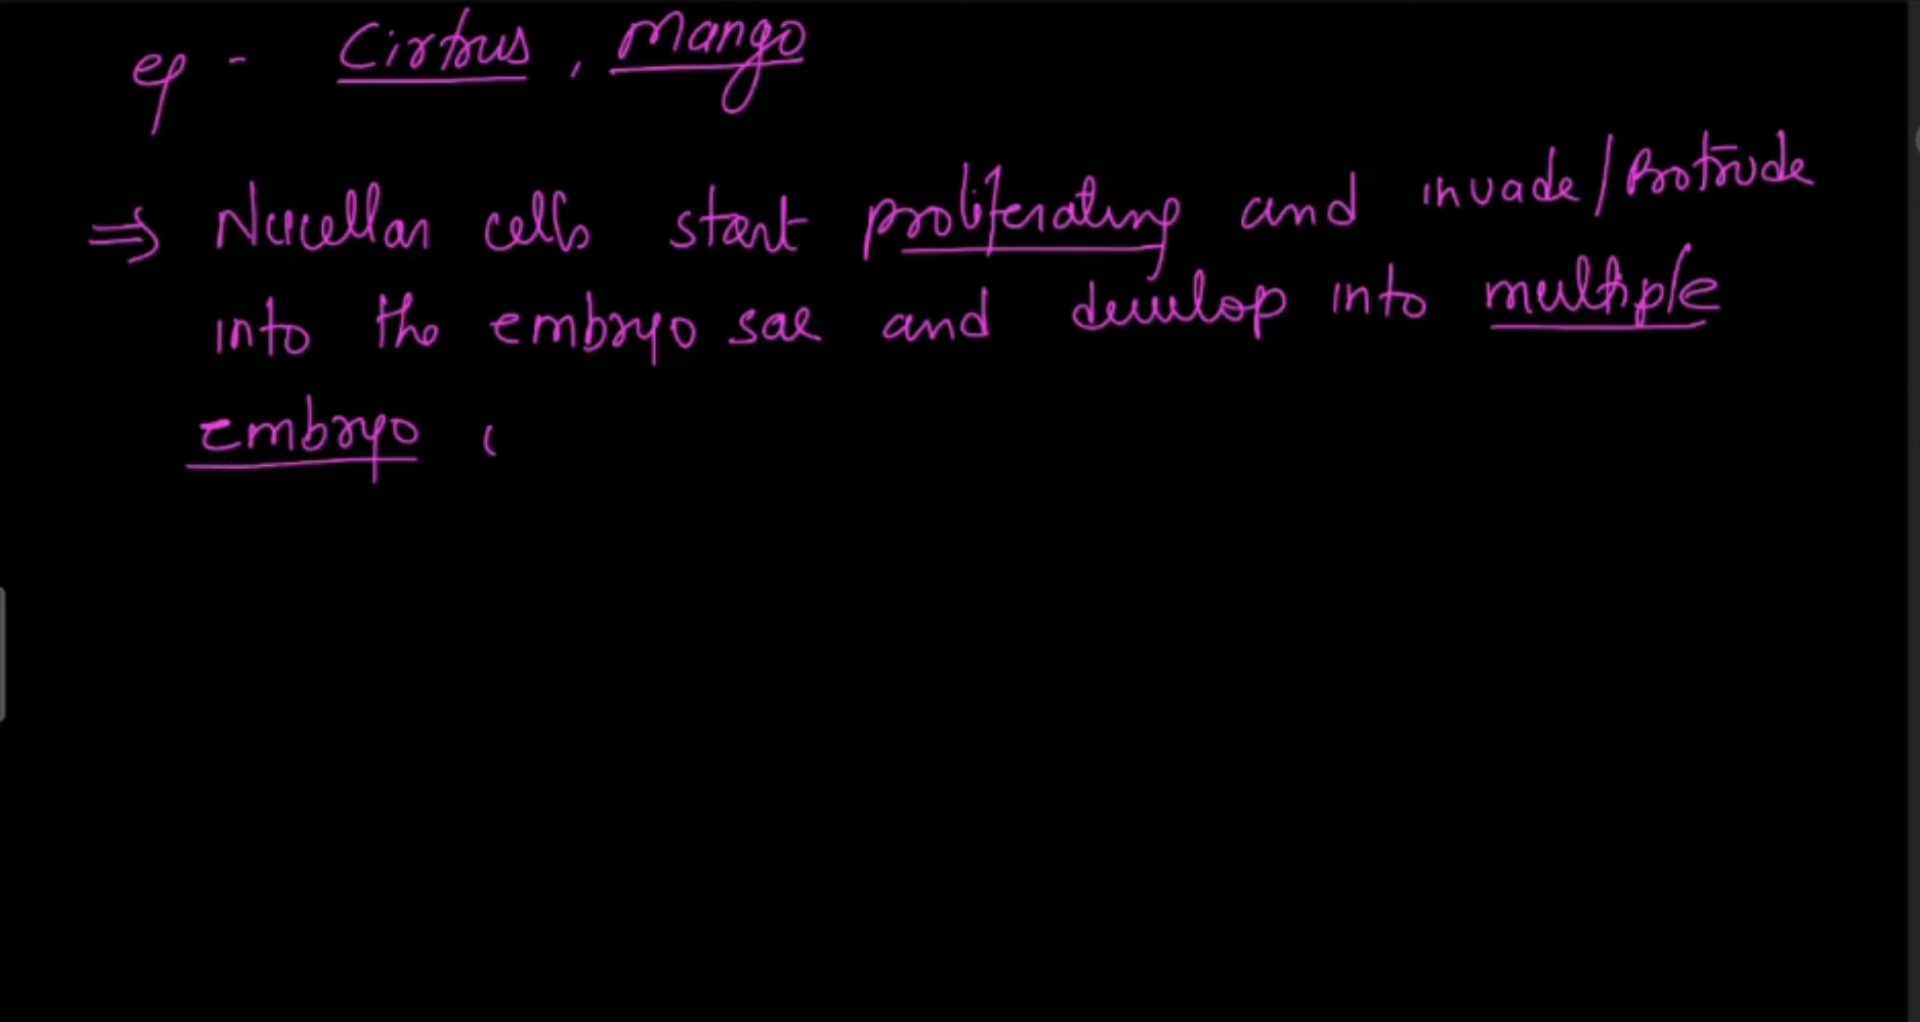 eg - Cirtus, Mango
⇒ Nucellar cells start proliferating and invade/Protrude
into the embryo sac and develop into multiple
embryo (